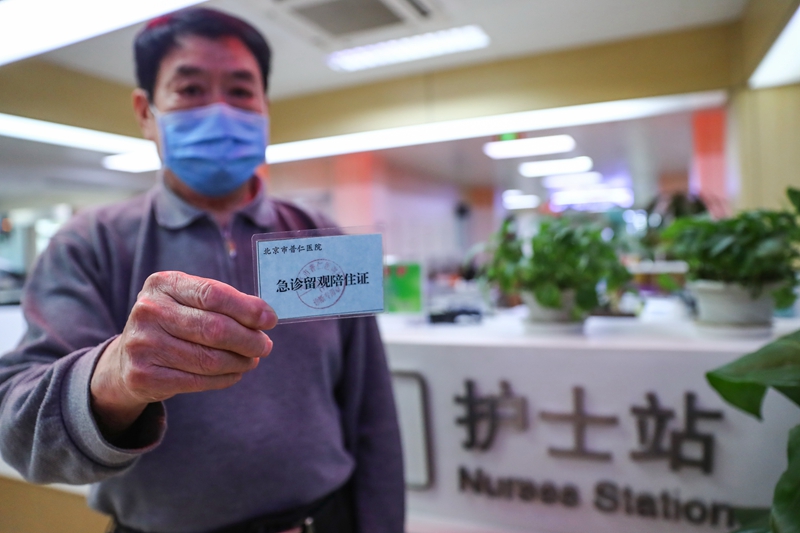 北京市普仁医院
急诊留观陪住证
护士站
Nurses Station